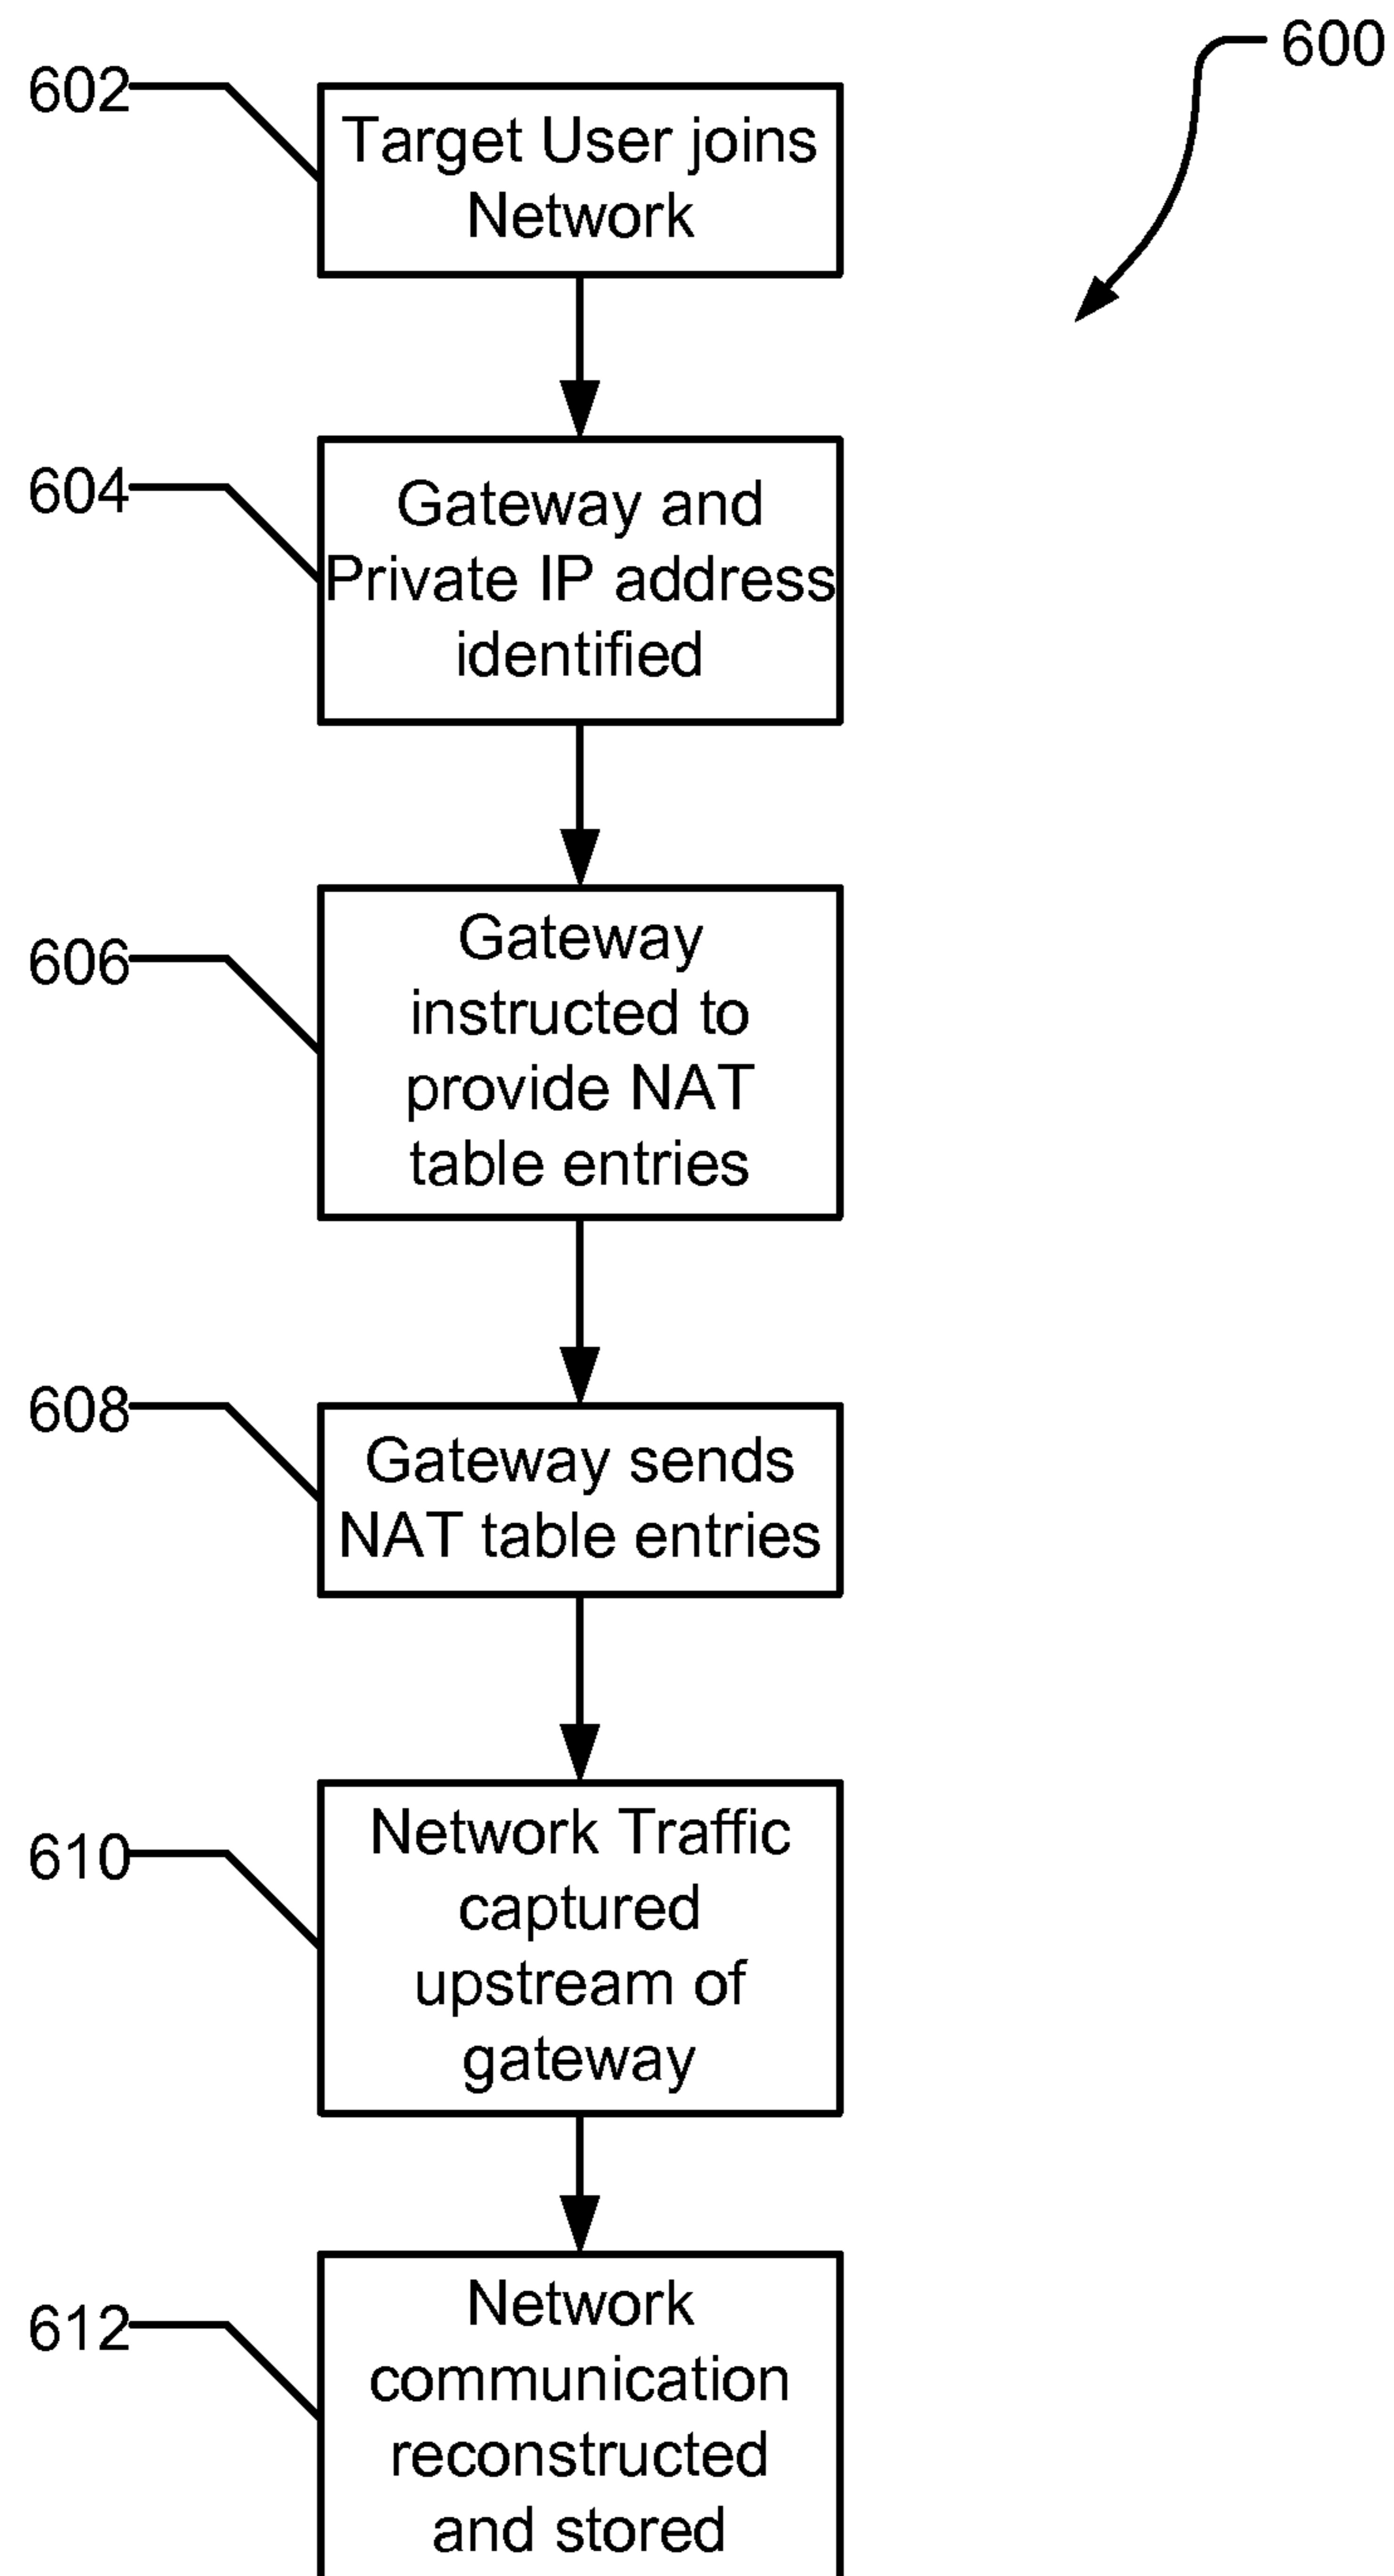 600
602
Target User joins
Network
604
Gateway and
Private IP address
identified
606
Gateway
instructed to
provide NAT
table entries
608
Gateway sends
NAT table entries
610
Network Traffic
captured
upstream of
gateway
612
Network
communication
reconstructed
and stored